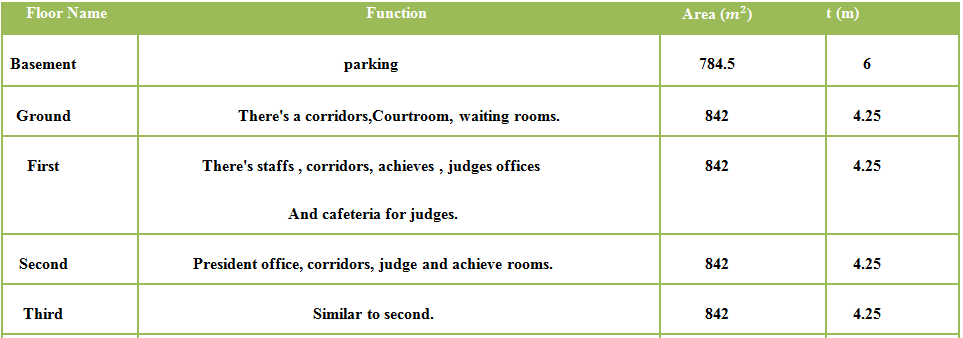 Floor Name Function Area (m²) t (m)
Basement parking 784.5 6
Ground There's a corridors,Courtroom, waiting rooms. 842 4.25
First There's staffs , corridors, achieves , judges offices 842 4.25
And cafeteria for judges.
Second President office, corridors, judge and achieve rooms. 842 4.25
Third Similar to second. 842 4.25